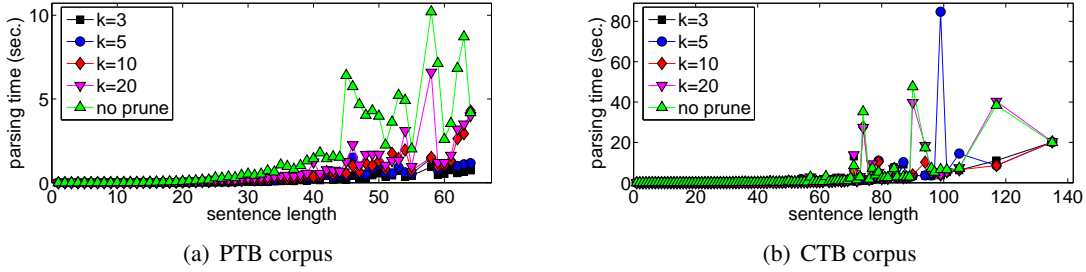 parsing time (sec.)
10
5
0
k=3
k=5
k=10
k=20
no prune
0 10 20 30 40 50 60
sentence length
(a) PTB corpus
parsing time (sec.)
80
60
40
20
0
k=3
k=5
k=10
k=20
no prune
0 20 40 60 80 100 120 140
sentence length
(b) CTB corpus